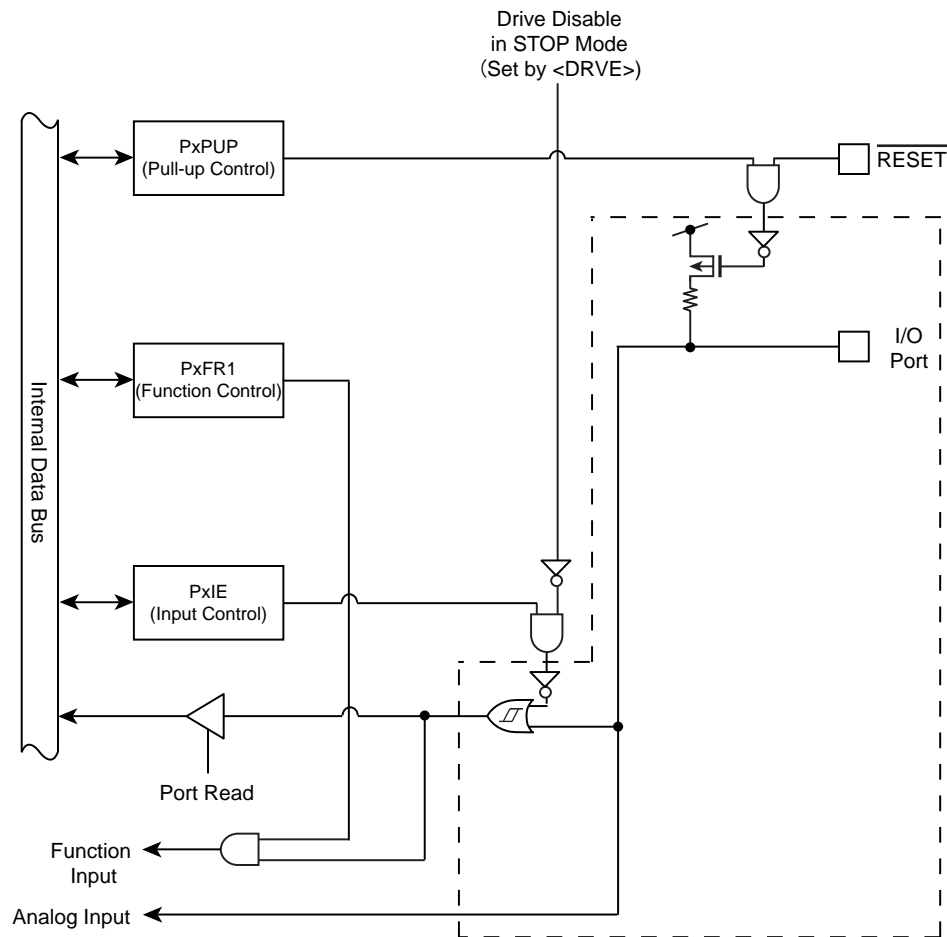 Drive Disable
in STOP Mode
（Set by <DRVE>)
PxPUP
(Pull-up Control)
RESET
I/O
Port
PxFR1
(Function Control)
Internal Data Bus
PxIE
(Input Control)
Port Read
Function
Input
Analog Input